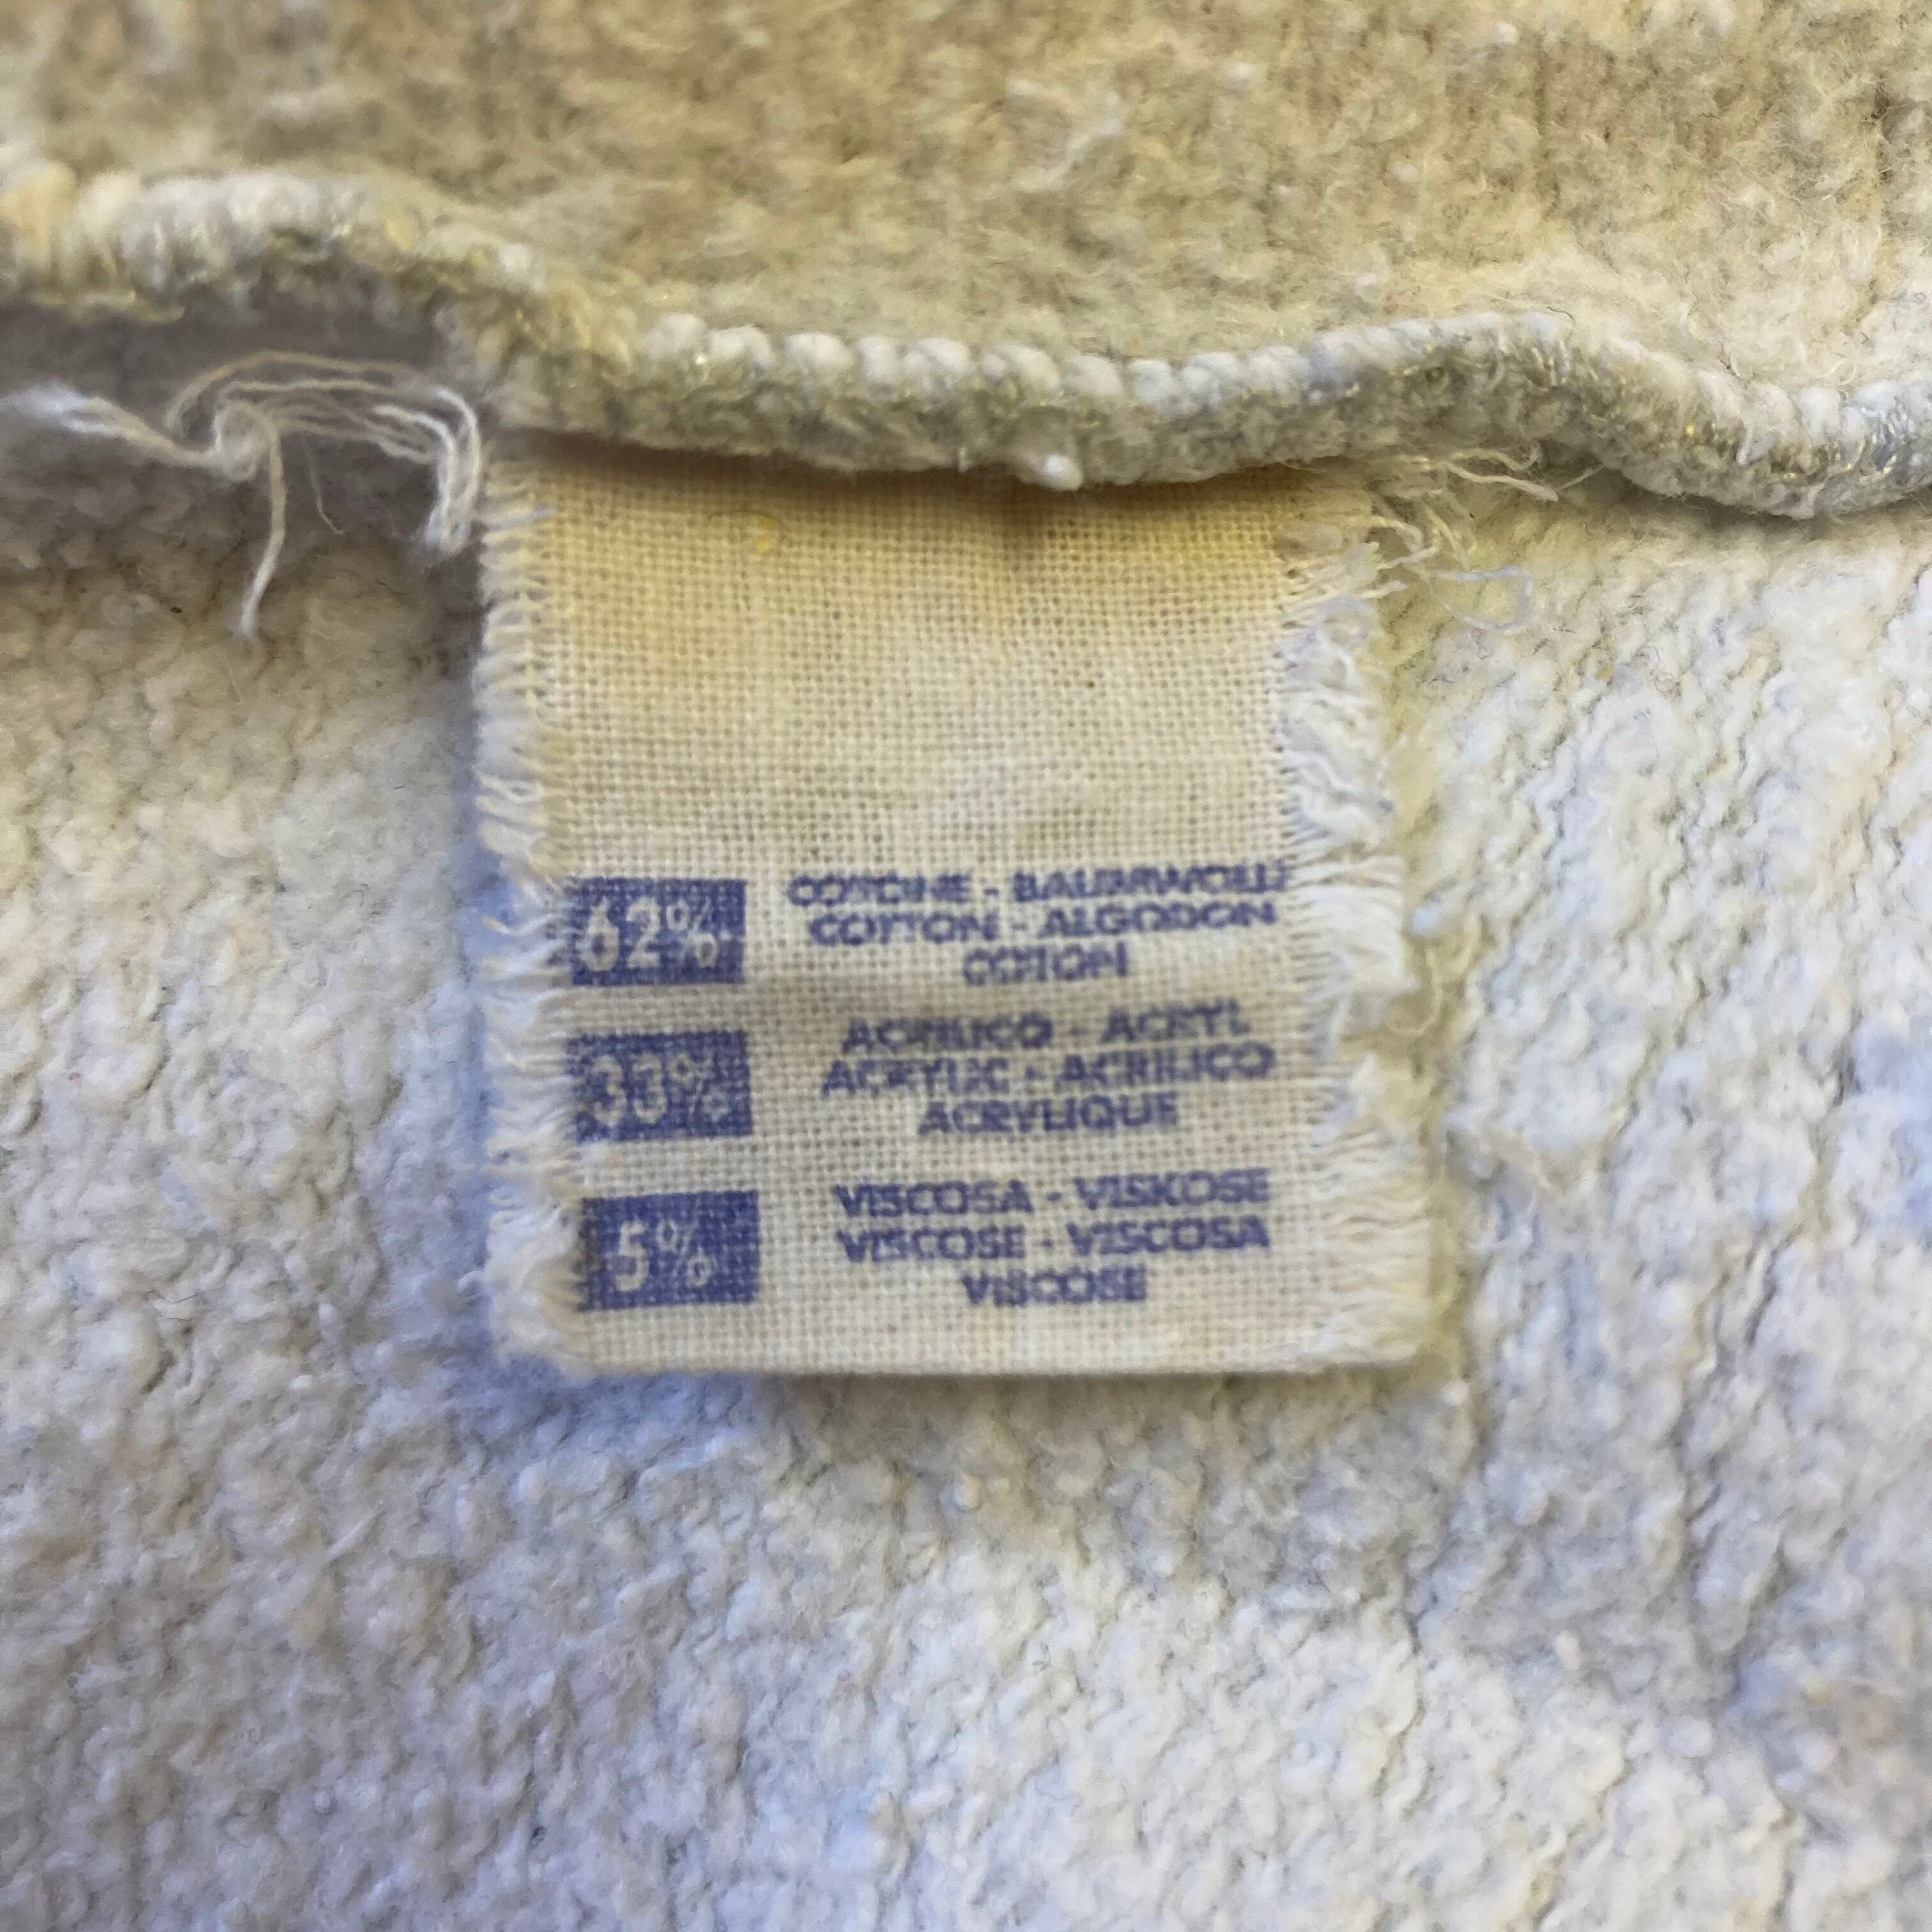 62% COTONE - BAUMWOLLE
COTTON - ALGODON
COTON
33% ACRILICO - ACRYL
ACRYLIC - ACRILICO
ACRYLIQUE
5% VISCOSA - VISKOSE
VISCOSE - VISCOSA
VISCOSE